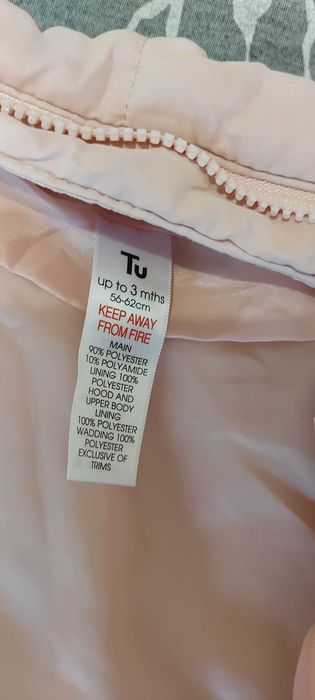 Tu
up to 3 mths
56-62cm
KEEP AWAY
FROM FIRE
MAIN
90% POLYESTER
10% POLYAMIDE
LINING 100%
POLYESTER
HOOD AND
UPPER BODY
LINING
100% POLYESTER
WADDING 100%
POLYESTER
EXCLUSIVE OF
TRIMS